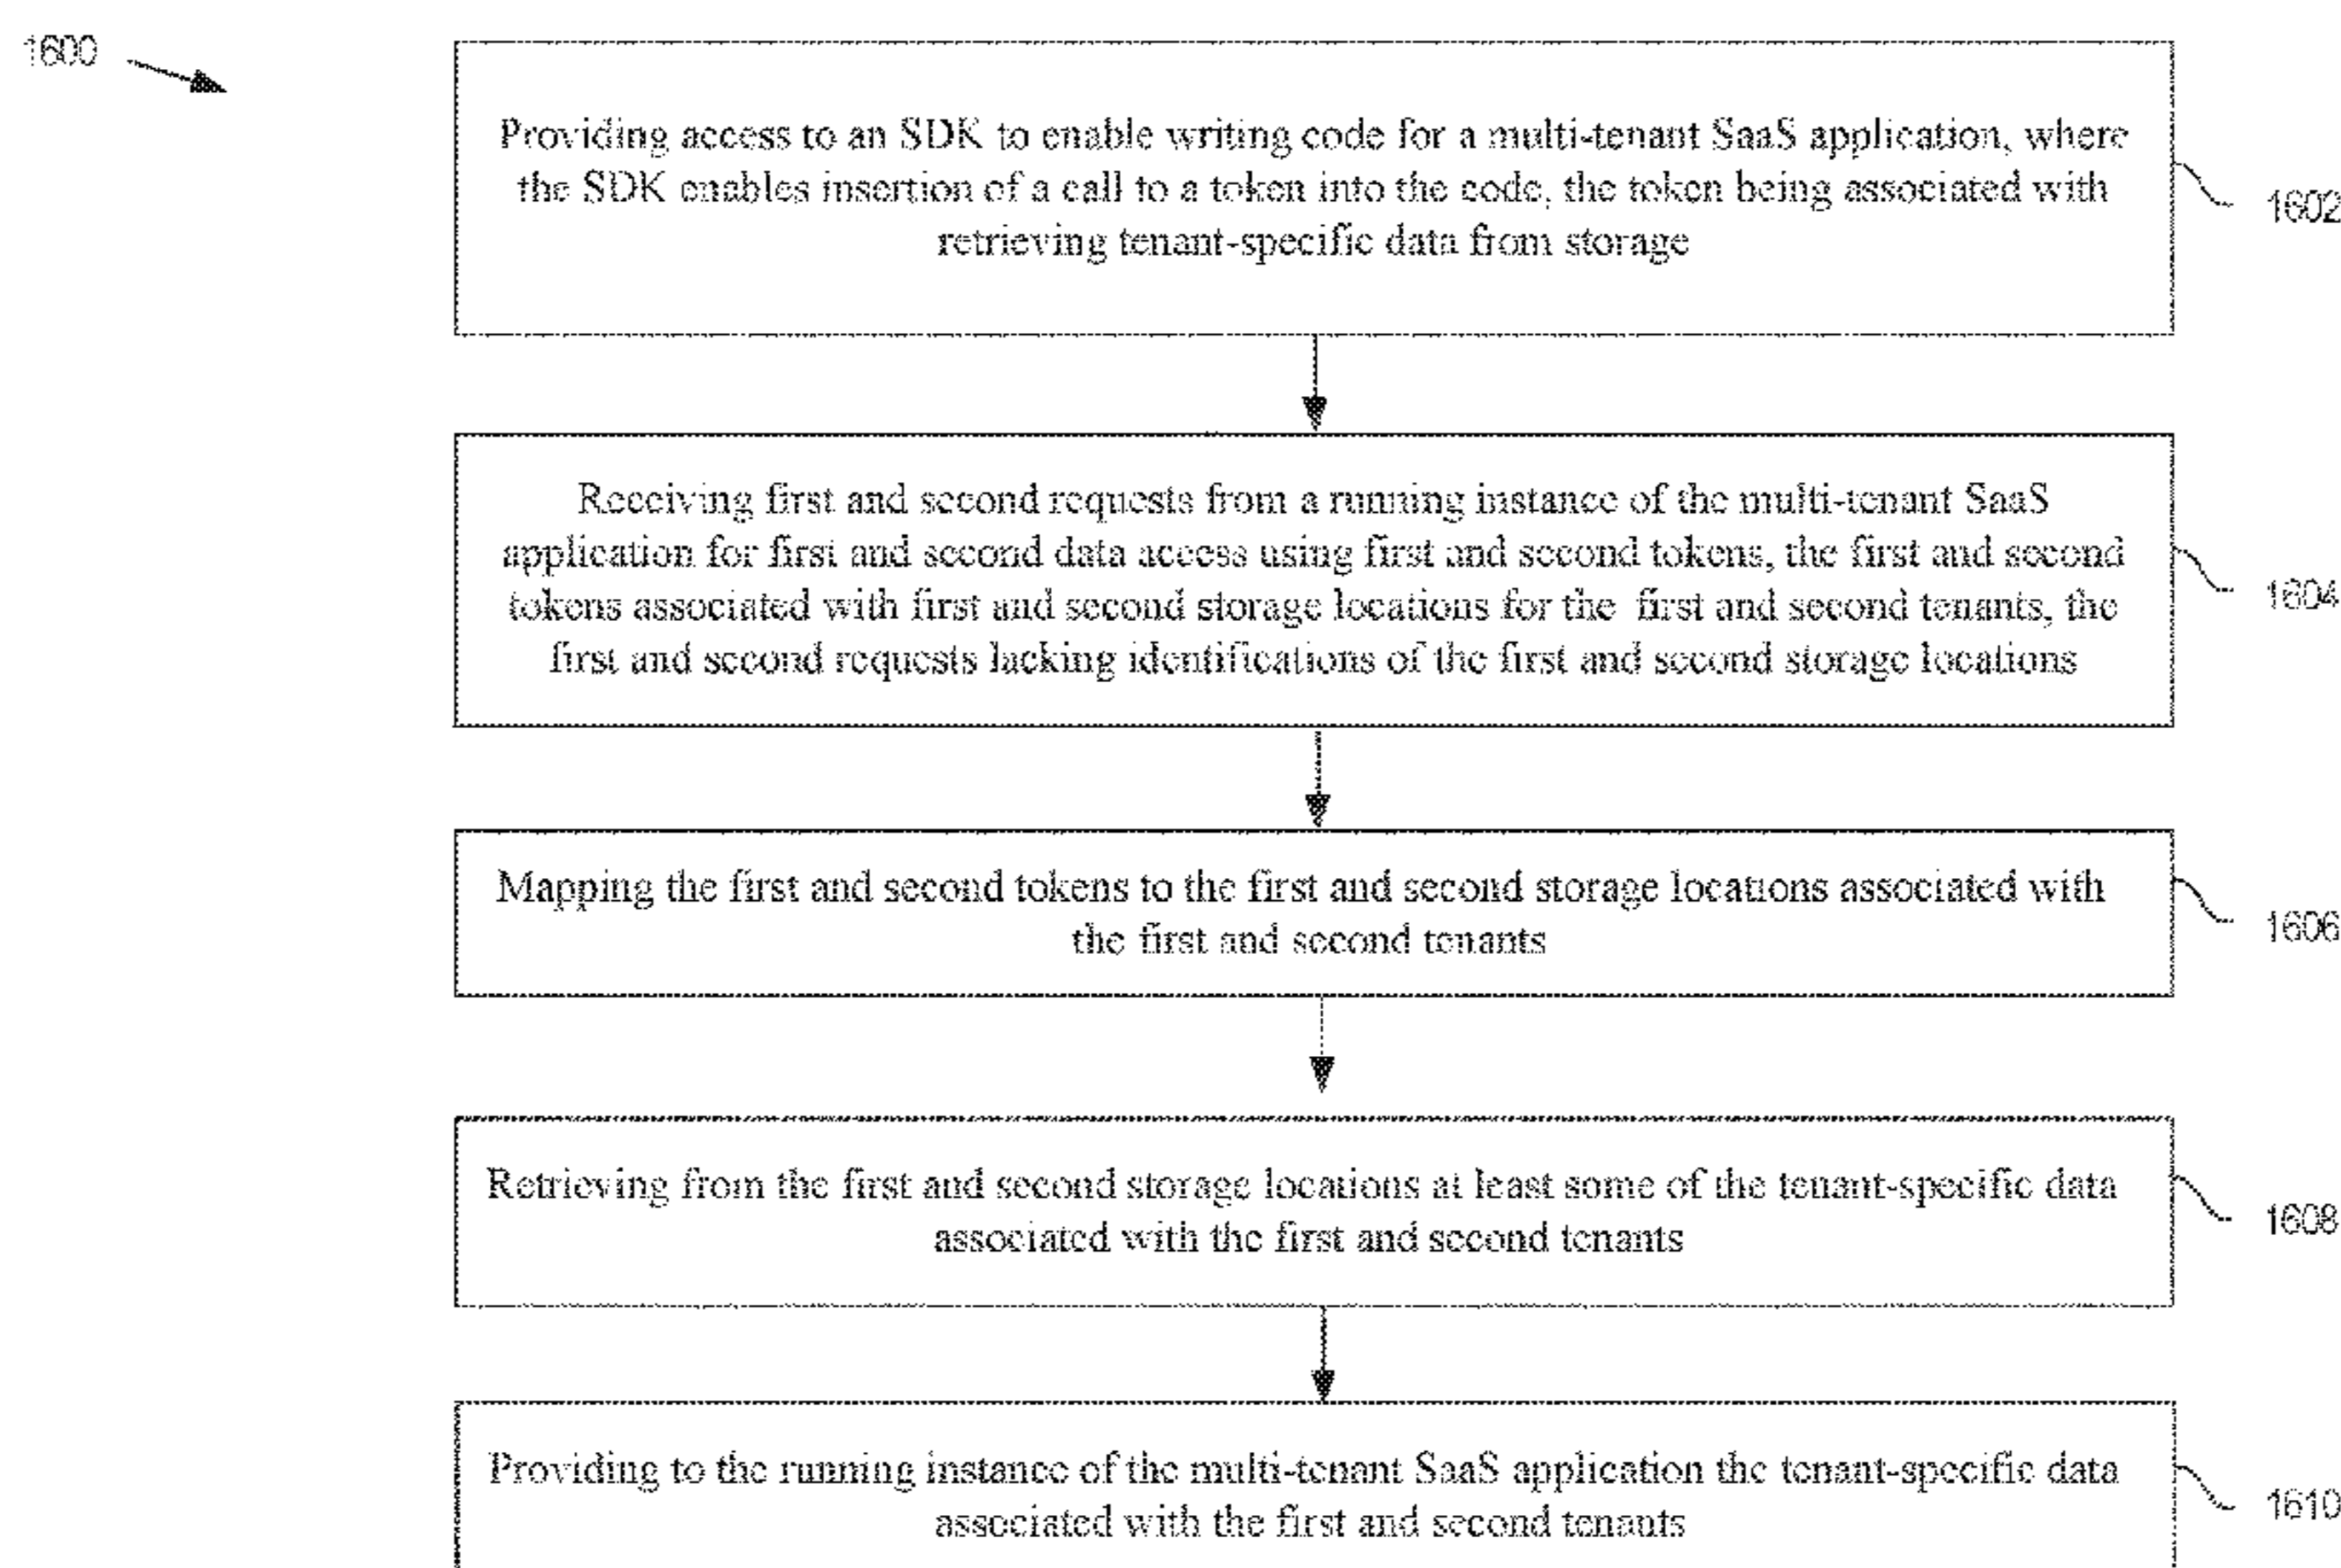 1600
Providing access to an SDK to enable writing code for a multi-tenant SaaS application, where
the SDK enables insertion of a call to a token into the code, the token being associated with
retrieving tenant-specific data from storage
1602
Receiving first and second requests from a running instance of the multi-tenant SaaS
application for first and second data access using first and second tokens, the first and second
tokens associated with first and second storage locations for the first and second tenants, the
first and second requests lacking identifications of the first and second storage locations
1604
Mapping the first and second tokens to the first and second storage locations associated with
the first and second tenants
1606
Retrieving from the first and second storage locations at least some of the tenant-specific data
associated with the first and second tenants
1608
Providing to the running instance of the multi-tenant SaaS application the tenant-specific data
associated with the first and second tenants
1610